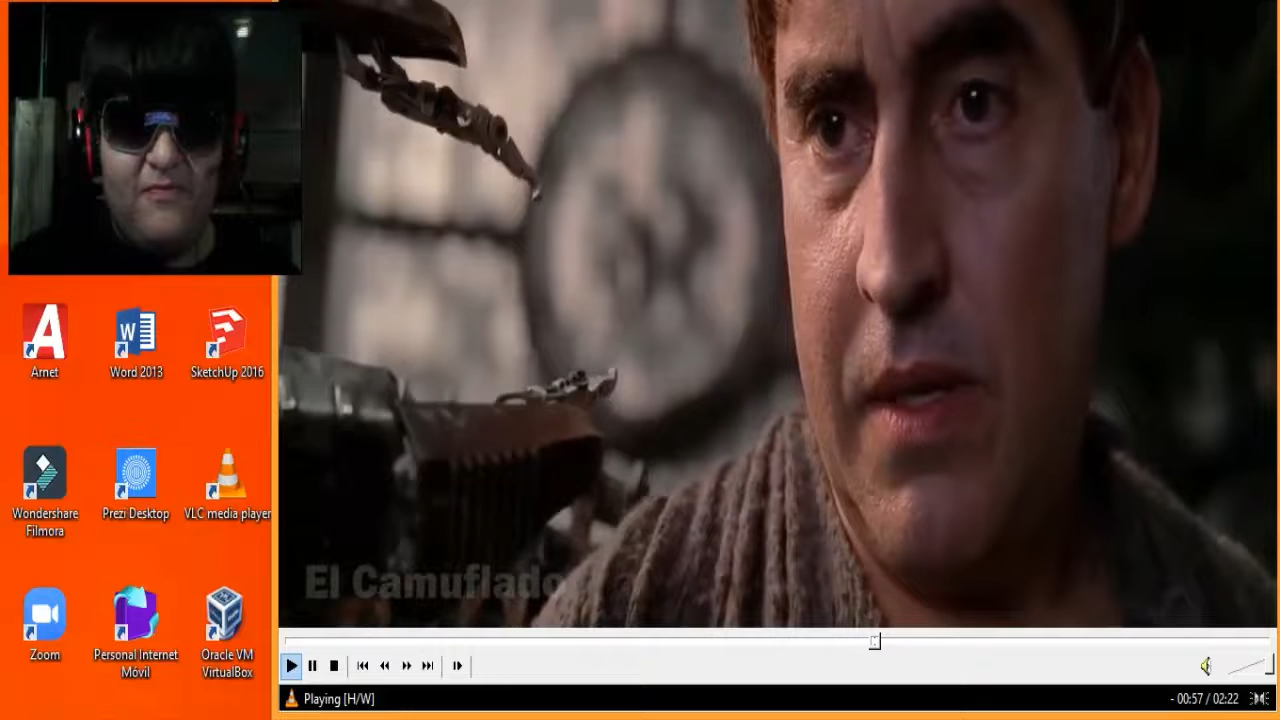 Arnet
Word 2013
SketchUp 2016
Wondershare
Filmora
Prezi Desktop
VLC media player
Zoom
Personal Internet
Móvil
Oracle VM
VirtualBox
El Camuflado
Playing [H/W]
- 00:57 / 02:22